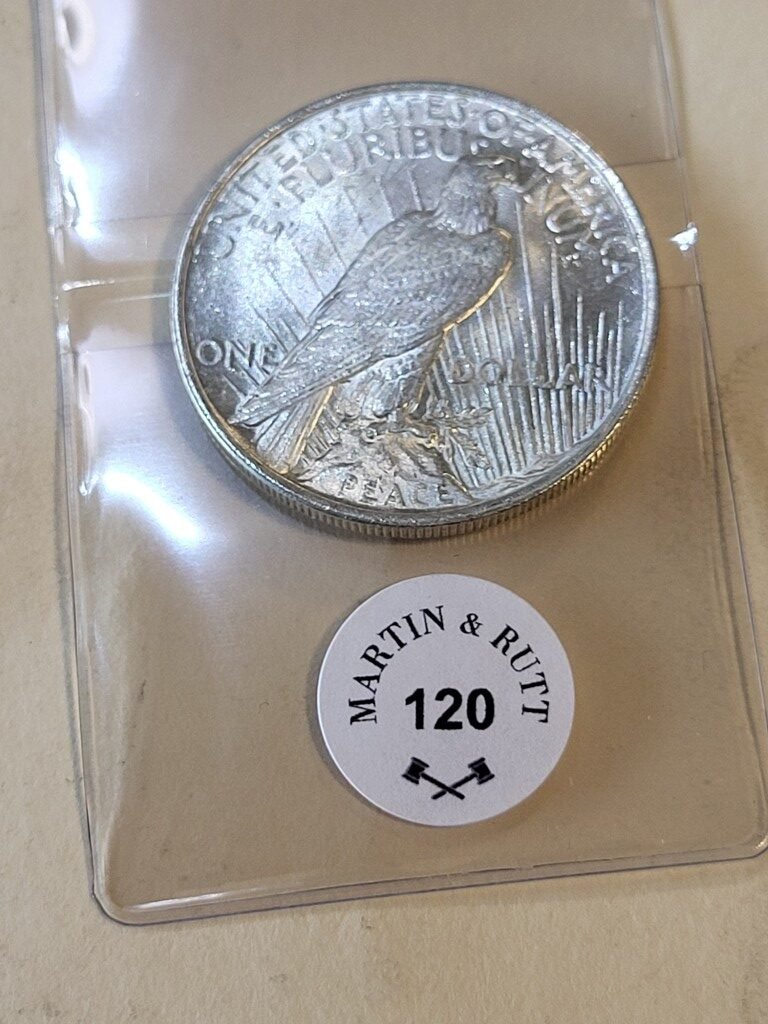 UNITED STATES OF AMERICA
E · PLURIBUS UNUM
ONE DOLLAR
PEACE
MARTIN & RUTT
120